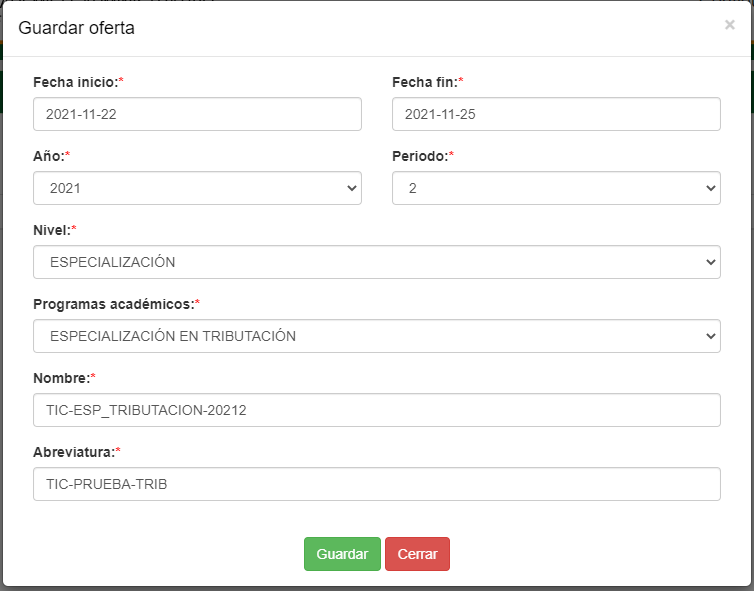 Guardar oferta ×
Fecha inicio:* Fecha fin:*
2021-11-22 2021-11-25
Año:* Periodo:*
2021 2
Nivel:*
ESPECIALIZACIÓN
Programas académicos:*
ESPECIALIZACIÓN EN TRIBUTACIÓN
Nombre:*
TIC-ESP_TRIBUTACION-20212
Abreviatura:*
TIC-PRUEBA-TRIB
Guardar Cerrar